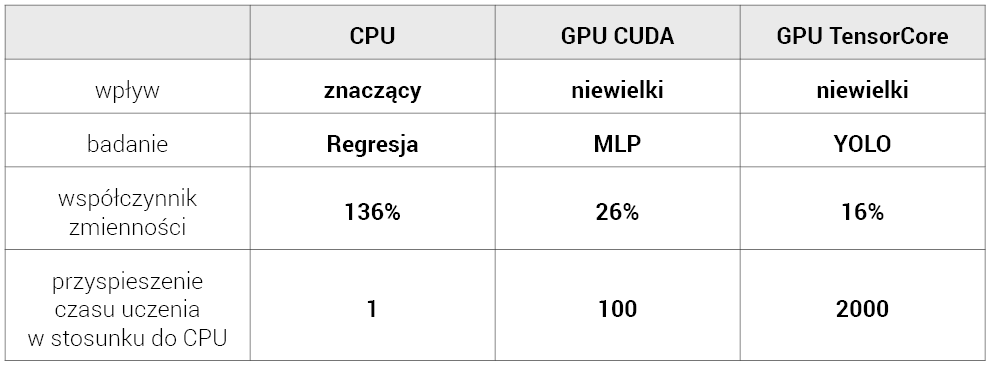 CPU GPU CUDA GPU TensorCore
wpływ znaczący niewielki niewielki
badanie Regresja MLP YOLO
współczynnik
zmienności 136% 26% 16%
przyspieszenie
czasu uczenia 1 100 2000
w stosunku do CPU